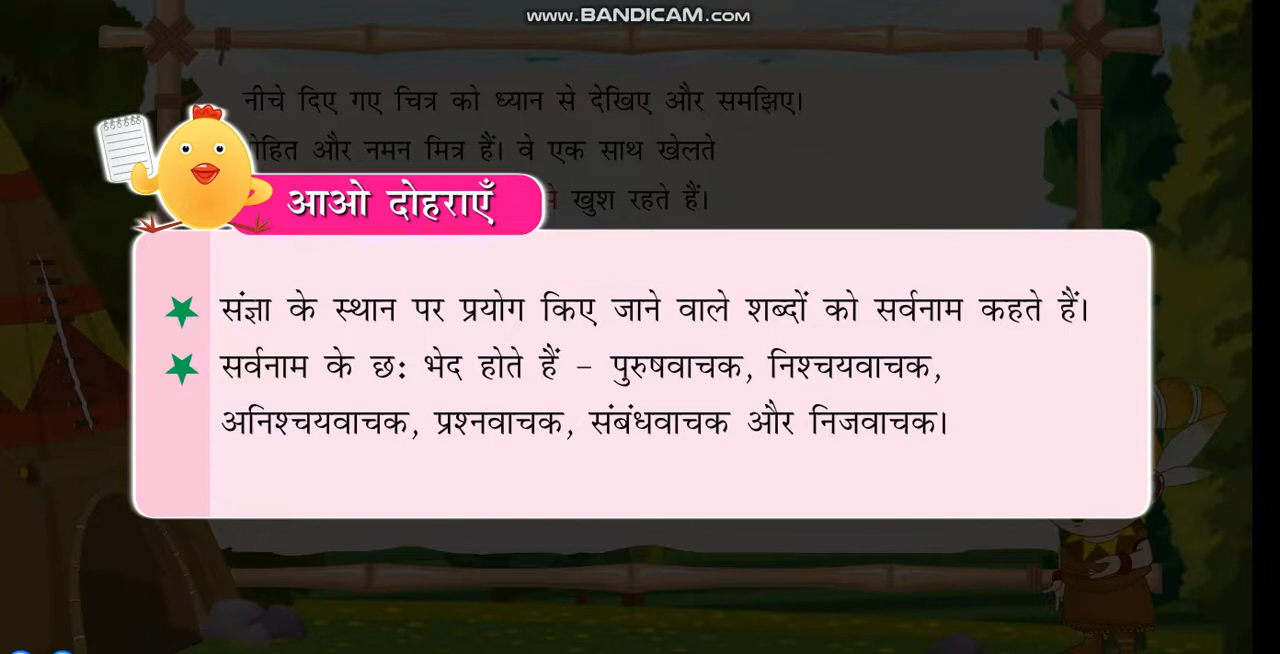 www.BANDICAM.com
नीचे दिए गए चित्र को ध्यान से देखिए और समझिए।
और नमन मित्र हैं। वे एक साथ खेलते
खुश रहते हैं।
आओ दोहराएँ
संज्ञा के स्थान पर प्रयोग किए जाने वाले शब्दों को सर्वनाम कहते हैं।
सर्वनाम के छः भेद होते हैं – पुरुषवाचक, निश्चयवाचक,
अनिश्चयवाचक, प्रश्नवाचक, संबंधवाचक और निजवाचक।